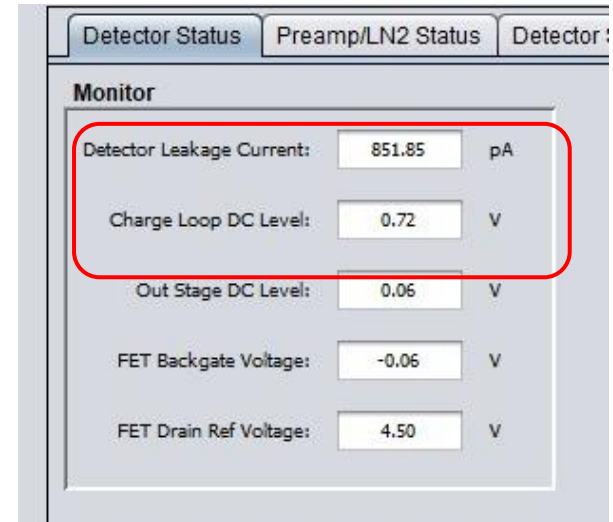 Detector Status Preamp/LN2 Status Detector
Monitor
Detector Leakage Current: 851.85 pA
Charge Loop DC Level: 0.72 V
Out Stage DC Level: 0.06 V
FET Backgate Voltage: -0.06 V
FET Drain Ref Voltage: 4.50 V